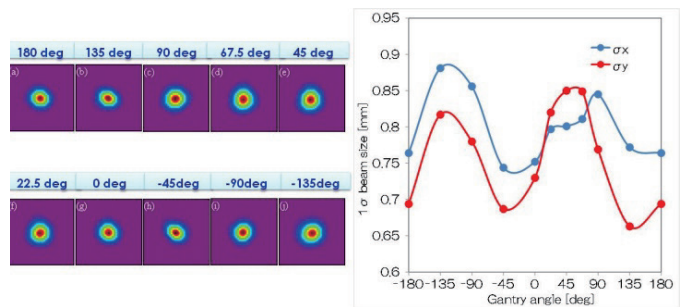 180 deg 135 deg 90 deg 67.5 deg 45 deg
(a) (b) (c) (d) (e)
22.5 deg 0 deg -45deg -90deg -135deg
(g) (h) (i)
0.95
0.9
0.85
0.8
0.75
0.7
0.65
0.6
1σ beam size [mm]
σx
σy
-180 -135 -90 -45 0 45 90 135 180
Gantry angle [deg]